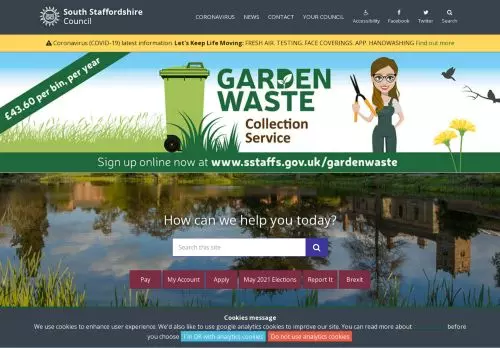 South Staffordshire
Council
CORONAVIRUS NEWS CONTACT YOUR COUNCIL
Accessibility Facebook Twitter Search
Coronavirus (COVID-19) latest information Let's Keep Life Moving: FRESH AIR. TESTING. FACE COVERINGS. APP. HANDWASHING Find out more
£43.60 per bin, per year
GARDEN
WASTE
Collection
Service
Sign up online now at www.sstaffs.gov.uk/gardenwaste
How can we help you today?
Search this site
Pay My Account Apply May 2021 Elections Report It Brexit
Cookies message
We use cookies to enhance user experience. We'd also like to use google analytics cookies to improve our site. You can read more about before
you choose I'm OK with analytics cookies Do not use analytics cookies